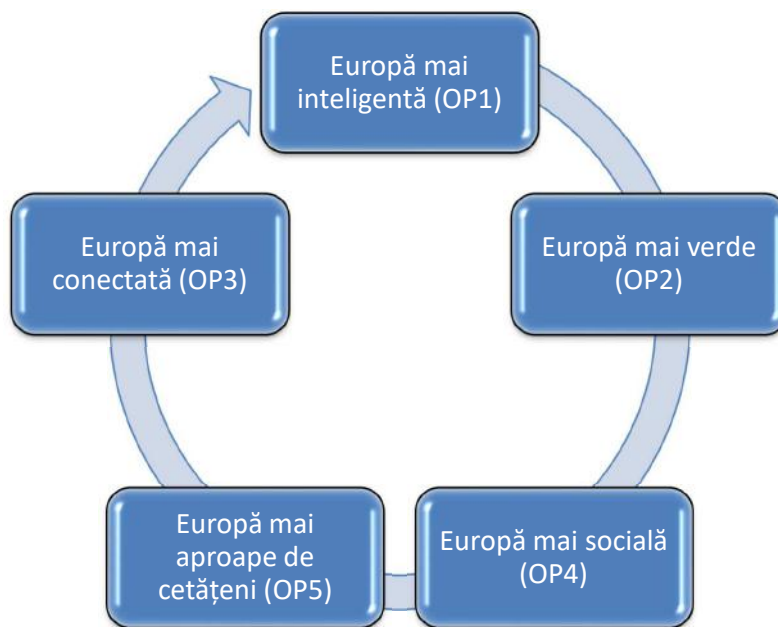 Europă mai
inteligentă (OP1)
Europă mai
conectată (OP3)
Europă mai verde
(OP2)
Europă mai
aproape de
cetățeni (OP5)
Europă mai socială
(OP4)